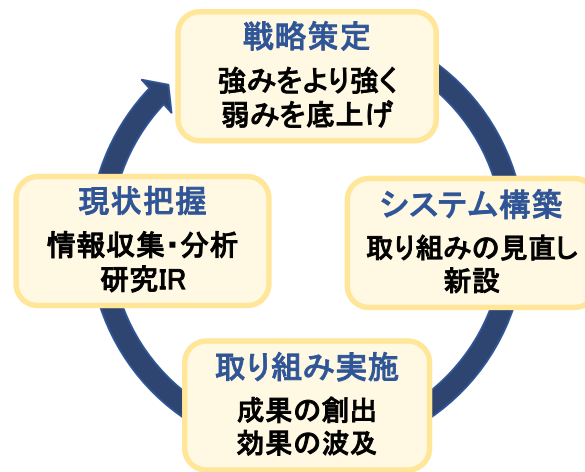 戦略策定
強みをより強く
弱みを底上げ
現状把握
情報収集・分析
研究IR
システム構築
取り組みの見直し
新設
取り組み実施
成果の創出
効果の波及